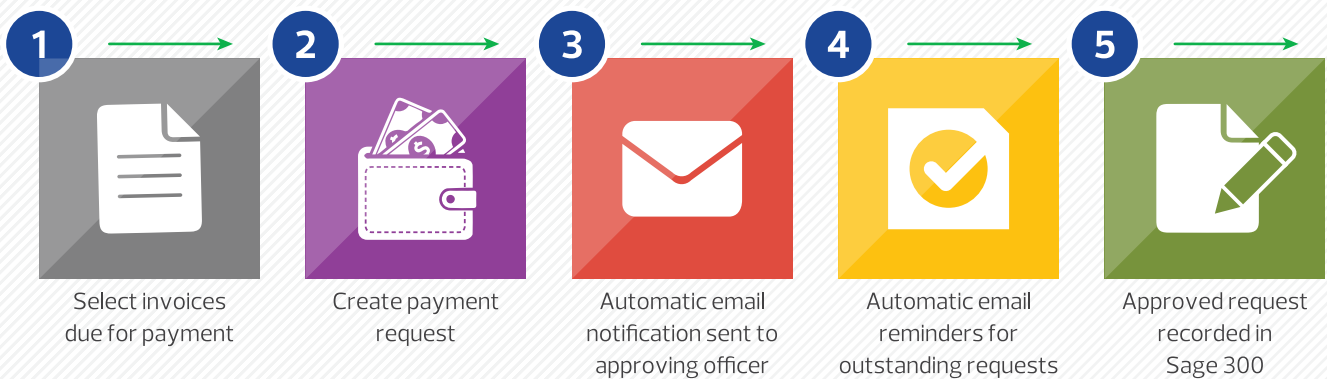 1
2
3
4
5
Select invoices
due for payment
Create payment
request
Automatic email
notification sent to
approving officer
Automatic email
reminders for
outstanding requests
Approved request
recorded in
Sage 300